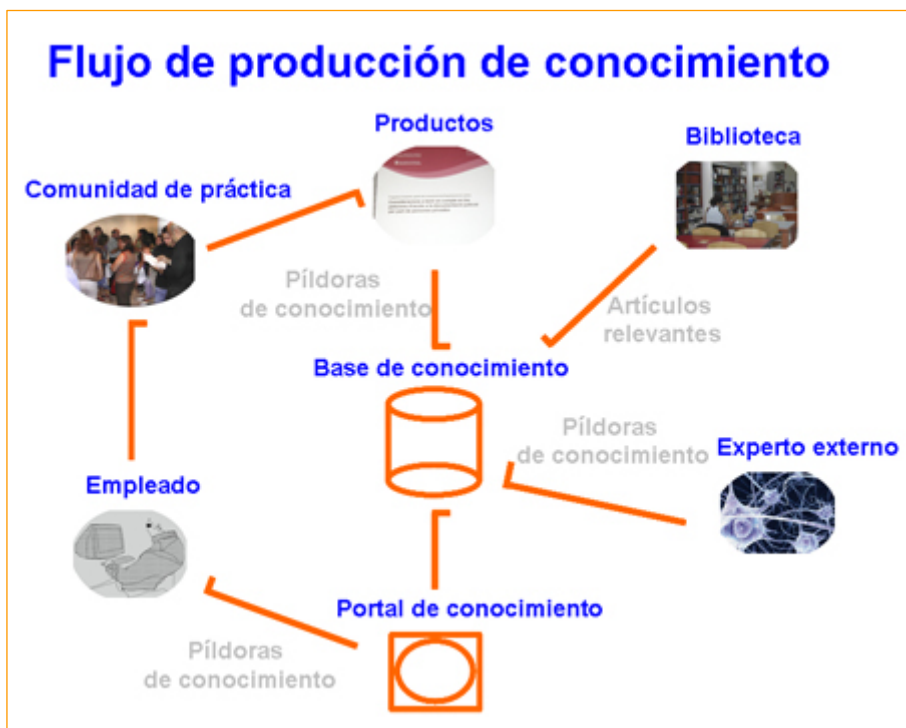 Flujo de producción de conocimiento
Productos
Biblioteca
Comunidad de práctica
Píldoras
de conocimiento
Artículos
relevantes
Base de conocimiento
Píldoras
de conocimiento
Experto externo
Empleado
Portal de conocimiento
Píldoras
de conocimiento